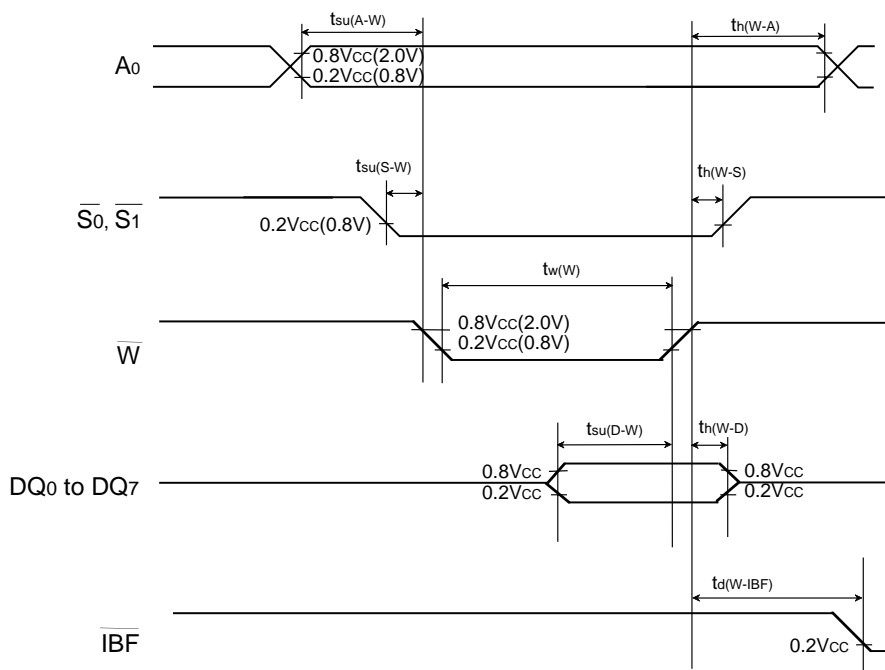 tsu(A-W)
th(W-A)
A0
0.8VCC(2.0V)
0.2VCC(0.8V)
tsu(S-W)
th(W-S)
S0, S1
0.2VCC(0.8V)
tw(W)
W
0.8VCC(2.0V)
0.2VCC(0.8V)
tsu(D-W)
th(W-D)
DQ0 to DQ7
0.8VCC
0.2VCC
0.8VCC
0.2VCC
td(W-IBF)
IBF
0.2VCC